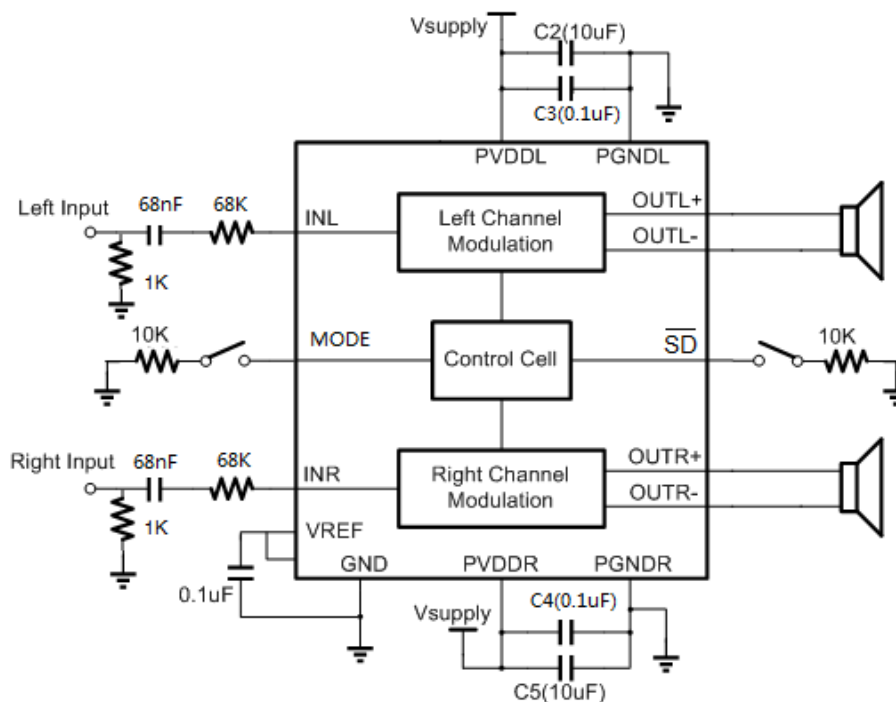 Vsupply
C2(10uF)
C3(0.1uF)
PVDDL
PGNDL
Left Input
68nF
68K
INL
Left Channel
Modulation
OUTL+
OUTL-
1K
10K
MODE
Control Cell
SD
10K
Right Input
68nF
68K
INR
Right Channel
Modulation
OUTR+
OUTR-
1K
VREF
GND
PVDDR
PGNDR
0.1uF
Vsupply
C4(0.1uF)
C5(10uF)